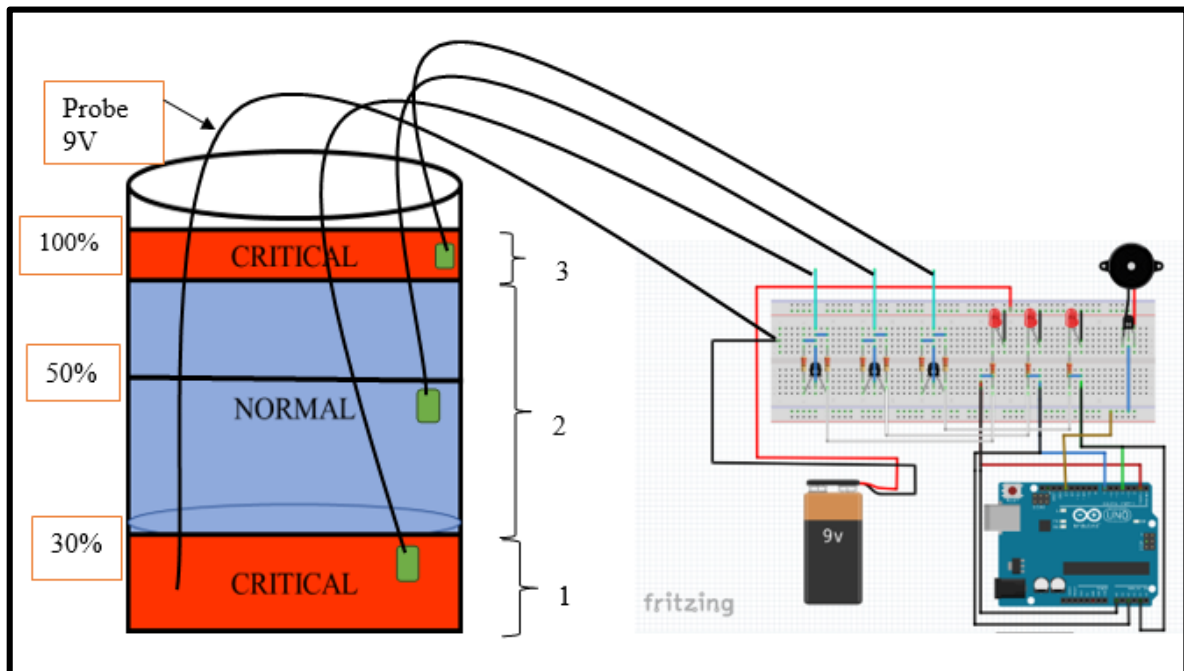 Probe
9V
100%
CRITICAL
3
50%
NORMAL
2
30%
CRITICAL
1
9v
UNO
fritzing